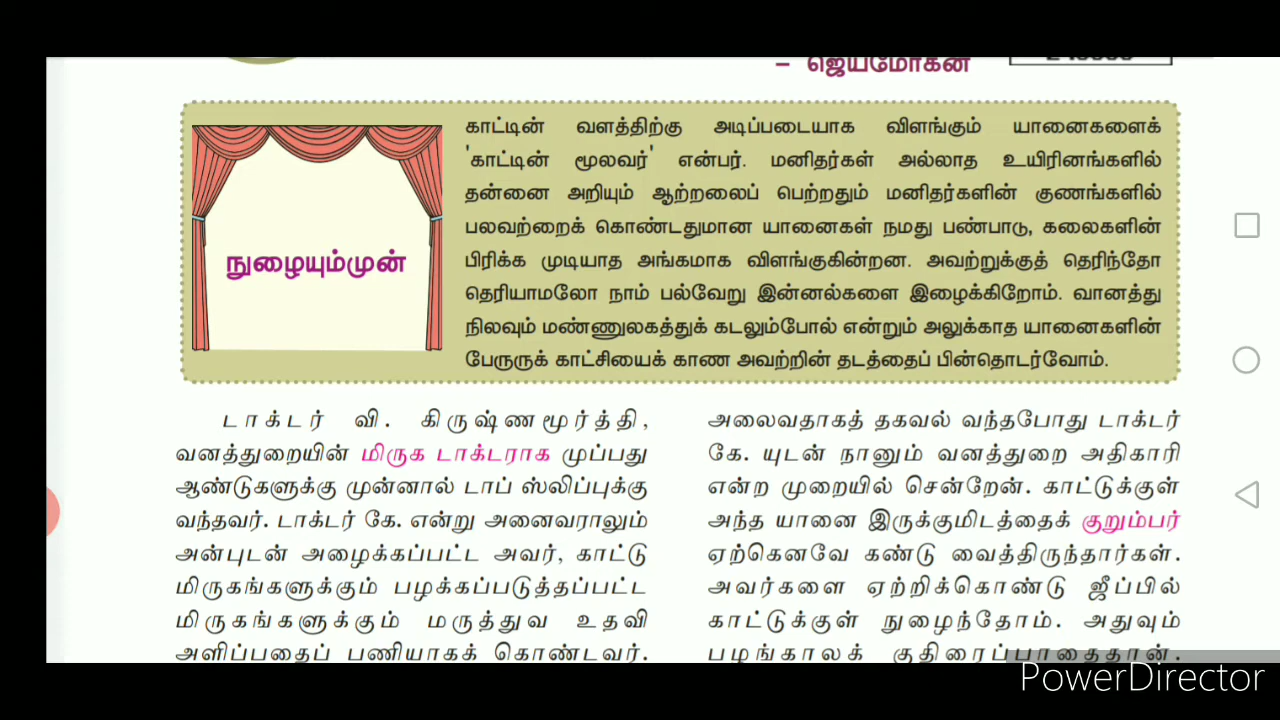 – ஜெயமோகன்
காட்டின் வளத்திற்கு அடிப்படையாக விளங்கும் யானைகளைக்
'காட்டின் மூலவர்' என்பர். மனிதர்கள் அல்லாத உயிரினங்களில்
தன்னை அறியும் ஆற்றலைப் பெற்றதும் மனிதர்களின் குணங்களில்
பலவற்றைக் கொண்டதுமான யானைகள் நமது பண்பாடு, கலைகளின்
பிரிக்க முடியாத அங்கமாக விளங்குகின்றன. அவற்றுக்குத் தெரிந்தோ
தெரியாமலோ நாம் பல்வேறு இன்னல்களை இழைக்கிறோம். வானத்து
நிலவும் மண்ணுலகத்துக் கடலும்போல் என்றும் அலுக்காத யானைகளின்
பேருருக் காட்சியைக் காண அவற்றின் தடத்தைப் பின்தொடர்வோம்.
நுழையும்முன்
டாக்டர் வி. கிருஷ்ணமூர்த்தி,
வனத்துறையின் மிருக டாக்டராக முப்பது
ஆண்டுகளுக்கு முன்னால் டாப் ஸ்லிப்புக்கு
வந்தவர். டாக்டர் கே. என்று அனைவராலும்
அன்புடன் அழைக்கப்பட்ட அவர், காட்டு
மிருகங்களுக்கும் பழக்கப்படுத்தப்பட்ட
மிருகங்களுக்கும் மருத்துவ உதவி
அளிப்பதைப் பணியாகக் கொண்டவர்.
அலைவதாகத் தகவல் வந்தபோது டாக்டர்
கே. யுடன் நானும் வனத்துறை அதிகாரி
என்ற முறையில் சென்றேன். காட்டுக்குள்
அந்த யானை இருக்குமிடத்தைக் குறும்பர்
ஏற்கெனவே கண்டு வைத்திருந்தார்கள்.
அவர்களை ஏற்றிக்கொண்டு ஜீப்பில்
காட்டுக்குள் நுழைந்தோம். அதுவும்
பழங்காலக் குதிரைப்பாதைதான்.
PowerDirector